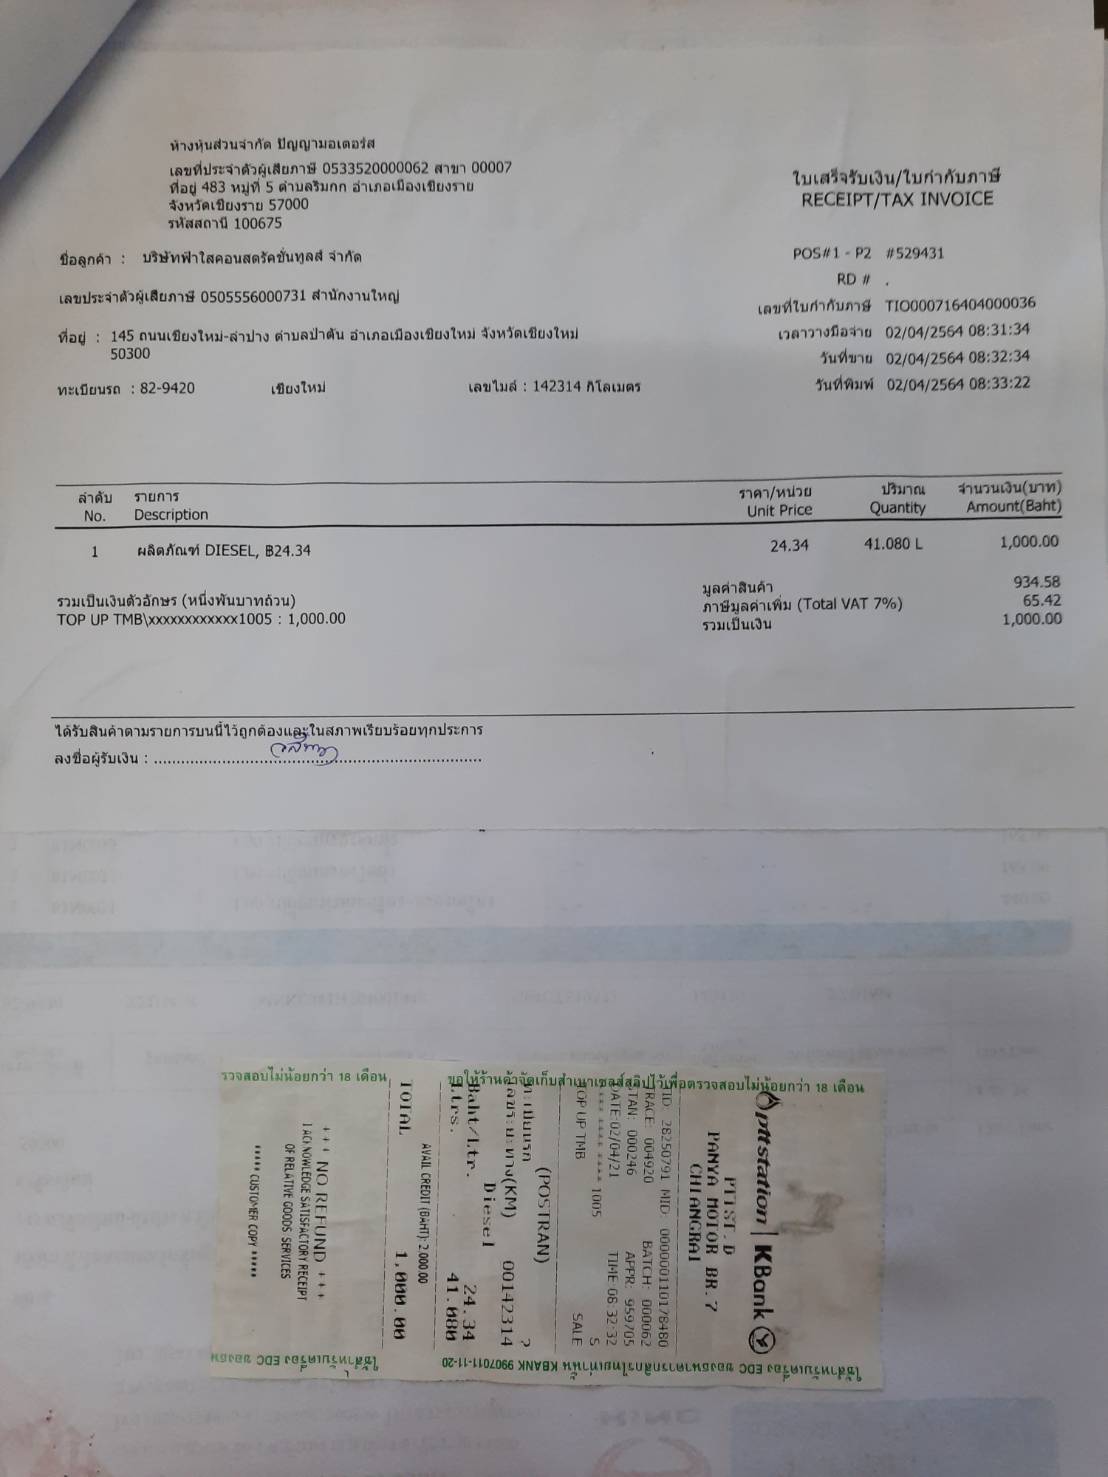 ห้างหุ้นส่วนจำกัด ปัญญามอเตอร์ส
เลขที่ประจำตัวผู้เสียภาษี 0533520000062 สาขา 00007
ที่อยู่ 483 หมู่ที่ 5 ตำบลริมกก อำเภอเมืองเชียงราย
จังหวัดเชียงราย 57000
รหัสสถานี 100675
ใบเสร็จรับเงิน/ใบกำกับภาษี
RECEIPT/TAX INVOICE
ชื่อลูกค้า : บริษัทฟ้าใสคอนสตรัคชั่นทูลส์ จำกัด
เลขประจำตัวผู้เสียภาษี 0505556000731 สำนักงานใหญ่
ที่อยู่ : 145 ถนนเชียงใหม่-ลำปาง ตำบลป่าตัน อำเภอเมืองเชียงใหม่ จังหวัดเชียงใหม่
50300
ทะเบียนรถ : 82-9420 เชียงใหม่ เลขไมล์ : 142314 กิโลเมตร
POS#1 - P2 #529431
RD # .
เลขที่ใบกำกับภาษี TIO000716404000036
เวลาวางมือจ่าย 02/04/2564 08:31:34
วันที่ขาย 02/04/2564 08:32:34
วันที่พิมพ์ 02/04/2564 08:33:22
ลำดับ รายการ ราคา/หน่วย ปริมาณ จำนวนเงิน(บาท)
No. Description Unit Price Quantity Amount(Baht)
1 ผลิตภัณฑ์ DIESEL, ฿24.34 24.34 41.080 L 1,000.00
มูลค่าสินค้า 934.58
รวมเป็นเงินตัวอักษร (หนึ่งพันบาทถ้วน) ภาษีมูลค่าเพิ่ม (Total VAT 7%) 65.42
TOP UP TMB\xxxxxxxxxxxx1005 : 1,000.00 รวมเป็นเงิน 1,000.00
ได้รับสินค้าตามรายการบนนี้ไว้ถูกต้องและในสภาพเรียบร้อยทุกประการ
ลงชื่อผู้รับเงิน :
รวจสอบไม่น้อยกว่า 18 เดือน
ขอให้ร้านค้าจัดเก็บสำเนาเซลส์สลิปไว้เพื่อตรวจสอบไม่น้อยกว่า 18 เดือน
pttstation | KBank
PTTST.D
PANYA MOTOR BR.7
CHIANGRAI
TID: 28250791 MID: 000000110178480
TRACE: 004920 BATCH: 000062
STAN: 000246 APPR: 959705
DATE:02/04/21 TIME:08:32:32
**** **** **** 1005 S
TOP UP TMB SALE
(POSTRAN)
ทะเบียนรถ ?
เลขระยะทาง(KM) 00142314
Diesel
Baht/Ltr. 24.34
Ltrs. 41.080
AVAIL CREDIT (BAHT): 2,000.00
TOTAL 1,000.00
+++ NO REFUND +++
I ACKNOWLEDGE SATISFACTORY RECEIPT
OF RELATIVE GOODS SERVICES
***** CUSTOMER COPY *****
ใช้สำหรับเครื่อง EDC ของธนาคารกสิกรไทยเท่านั้น KBANK 9907011-11-20
ใช้สำหรับเครื่อง EDC ของธน